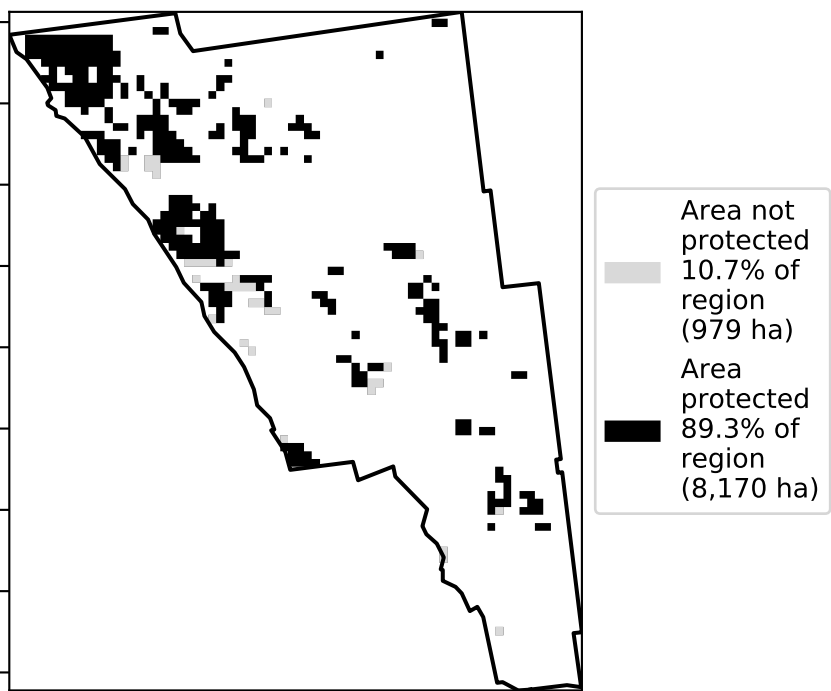 Area not
protected
10.7% of
region
(979 ha)
Area
protected
89.3% of
region
(8,170 ha)